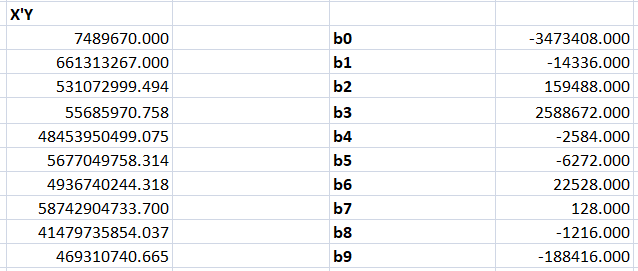 X'Y
7489670.000 b0 -3473408.000
661313267.000 b1 -14336.000
531072999.494 b2 159488.000
55685970.758 b3 2588672.000
48453950499.075 b4 -2584.000
5677049758.314 b5 -6272.000
4936740244.318 b6 22528.000
58742904733.700 b7 128.000
41479735854.037 b8 -1216.000
469310740.665 b9 -188416.000